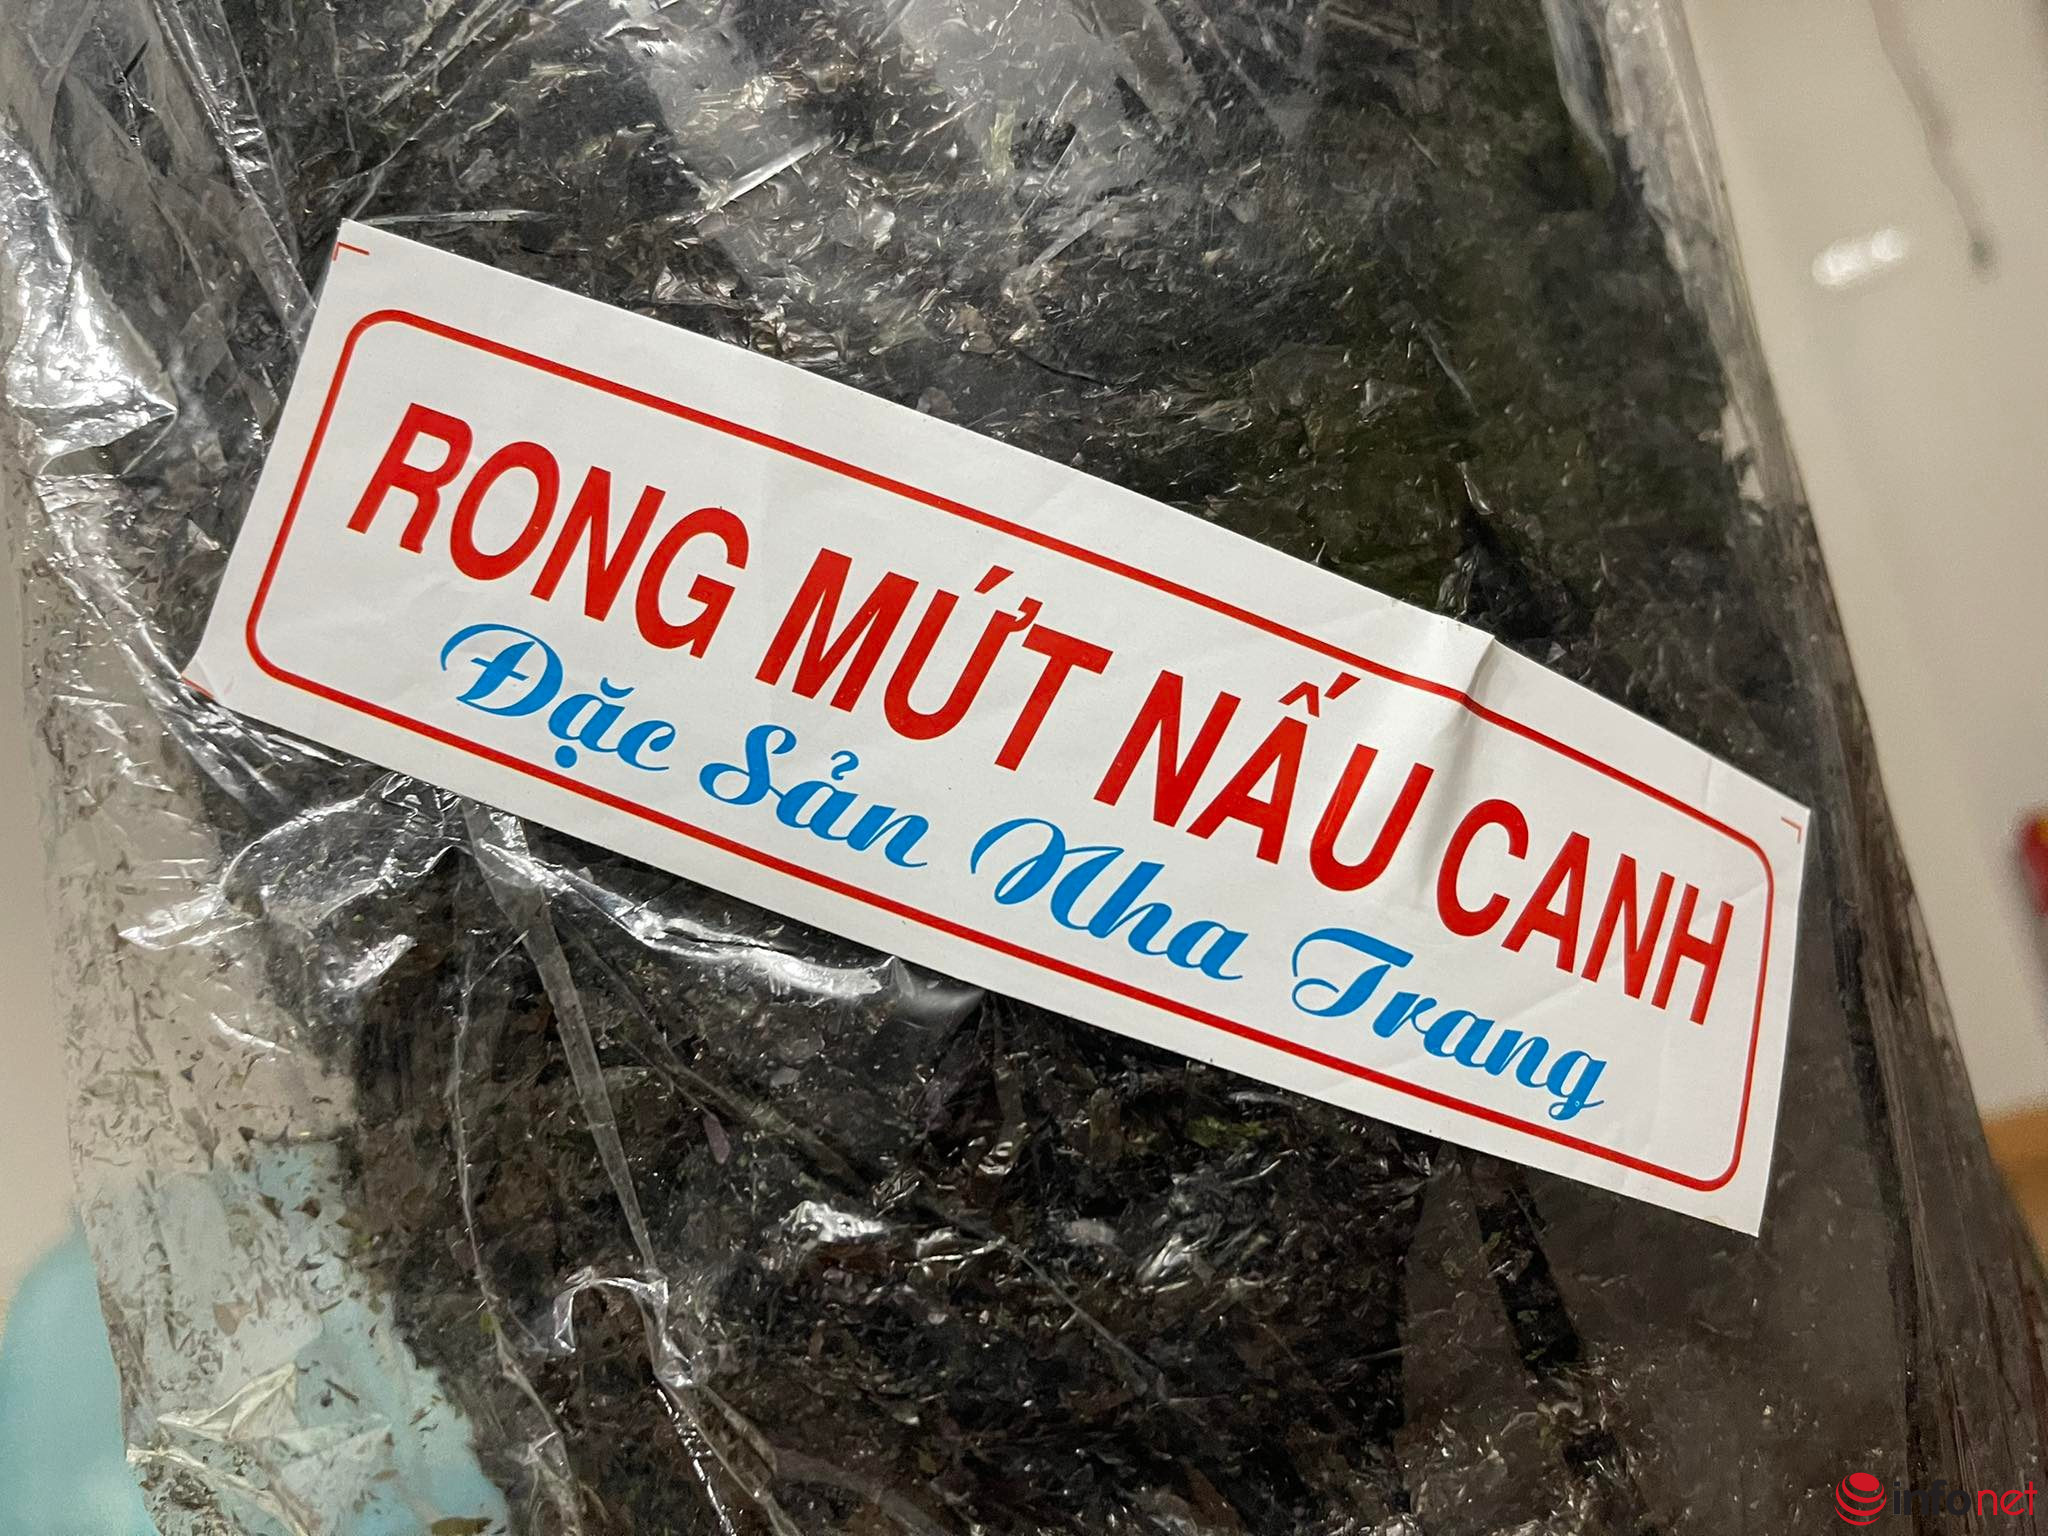 RONG MỨT NẤU CANH
Đặc Sản Nha Trang
infonet